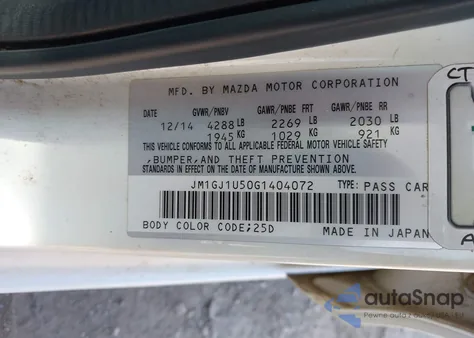 MFD. BY MAZDA MOTOR CORPORATION
DATE GVWR/PNBV GAWR/PNBE FRT GAWR/PNBE RR
12/14 4288 LB 2269 LB 2030 LB
1945 KG 1029 KG 921 KG
THIS VEHICLE CONFORMS TO ALL APPLICABLE
FEDERAL MOTOR VEHICLE SAFETY,
,BUMPER,AND THEFT PREVENTION
STANDARDS IN EFFECT ON THE DATE OF MANUFACTURE SHOWN ABOVE.
JM1GJ1U50G1404072 TYPE: PASS CAR
BODY COLOR CODE;25D MADE IN JAPAN
CT
autoSnap